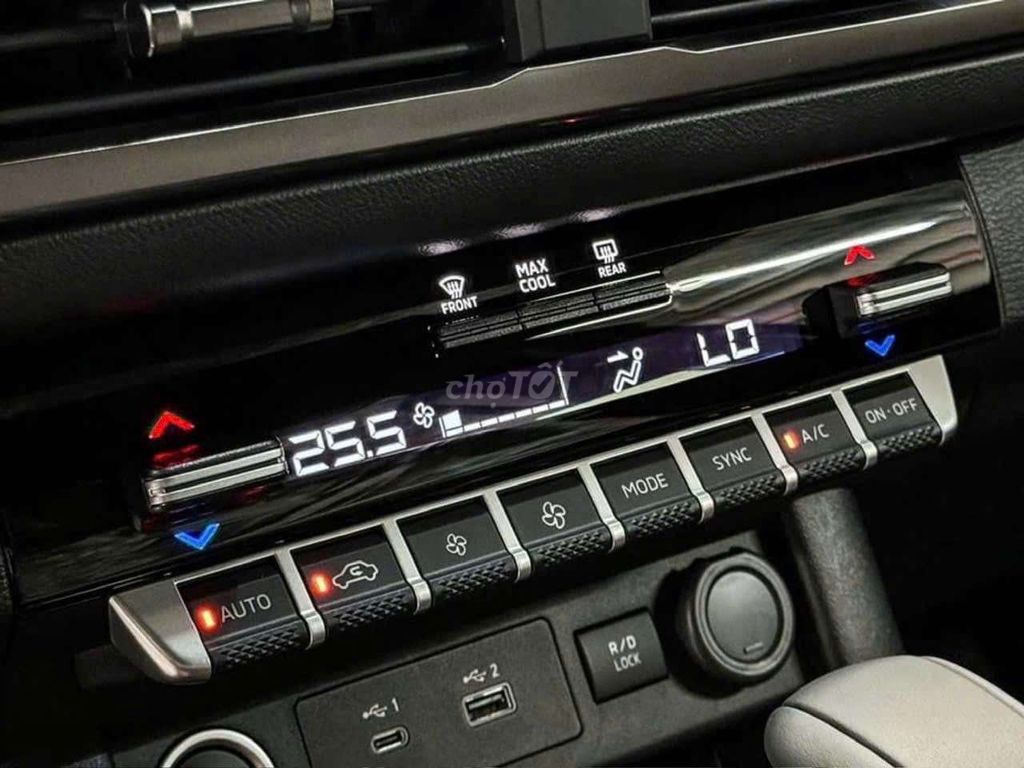 FRONT
MAX
COOL
REAR
25.5
LO
chợTỐT
AUTO
MODE
SYNC
A/C
ON·OFF
R/D
LOCK
1
2